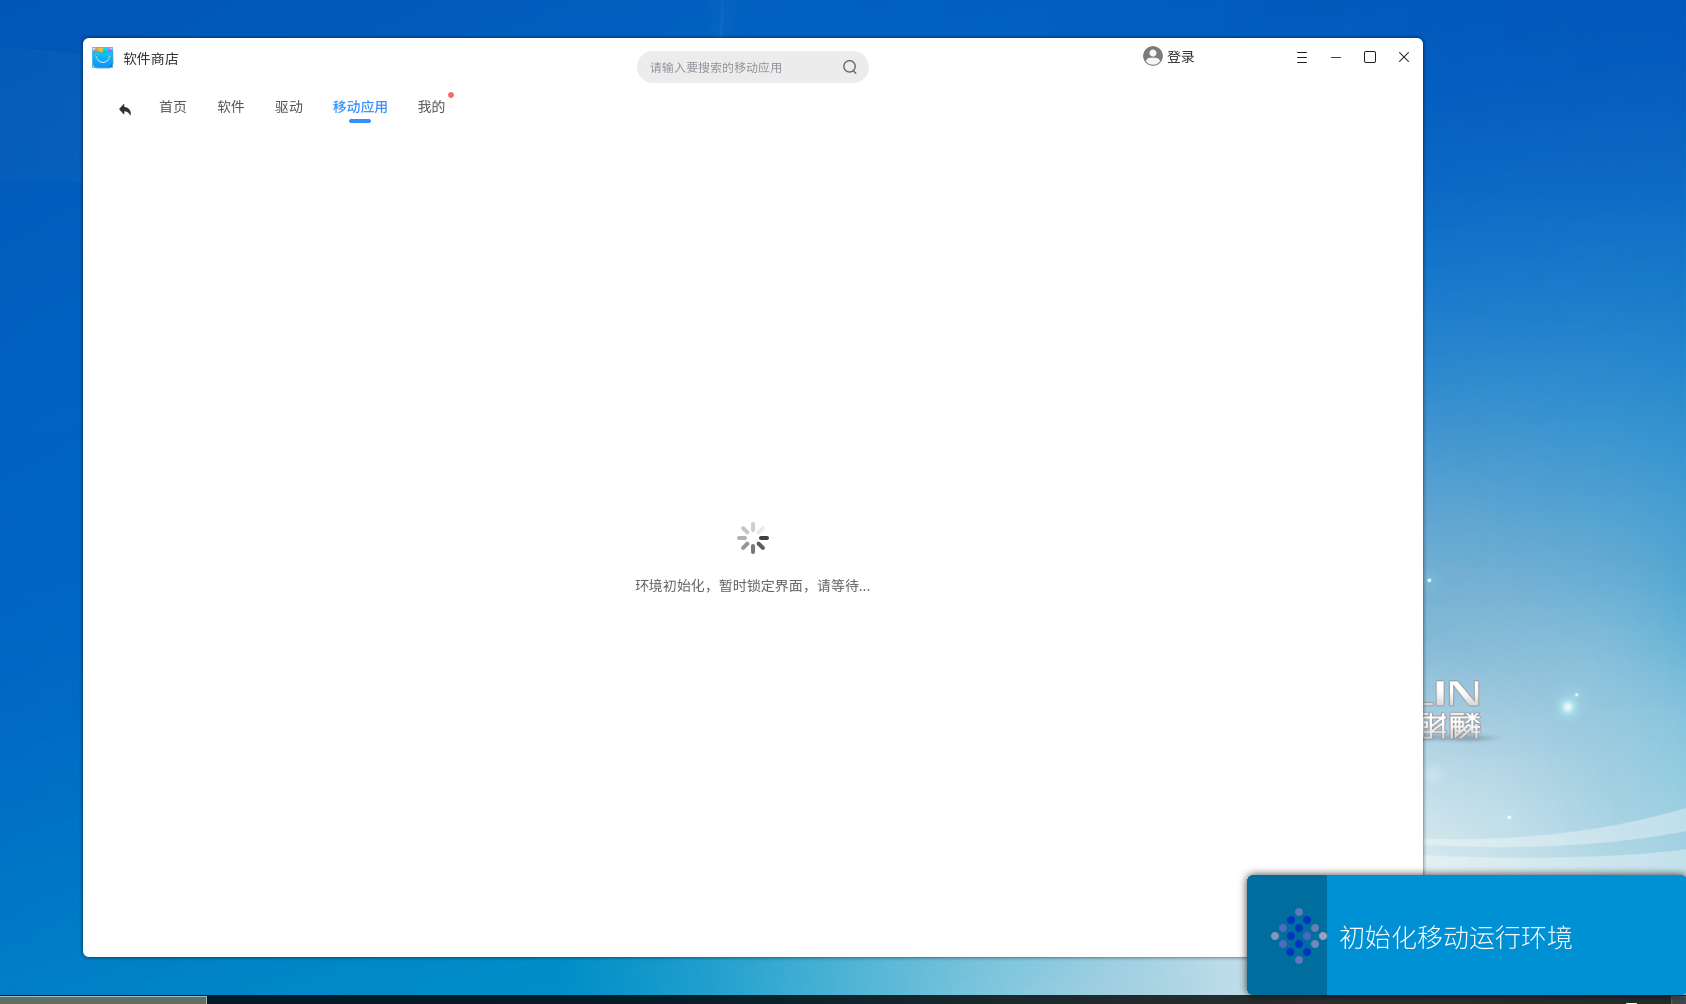 软件商店
请输入要搜索的移动应用
登录
首页 软件 驱动 移动应用 我的
环境初始化，暂时锁定界面，请等待...
LIN
麒麟
初始化移动运行环境